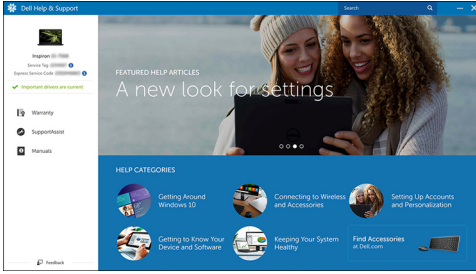 Dell Help & Support
Search
Inspiron
Service Tag
Express Service Code
Important drivers are current
Warranty
SupportAssist
Manuals
Feedback
FEATURED HELP ARTICLES
A new look for settings
HELP CATEGORIES
Getting Around
Windows 10
Connecting to Wireless
and Accessories
Setting Up Accounts
and Personalization
Getting to Know Your
Device and Software
Keeping Your System
Healthy
Find Accessories
at Dell.com